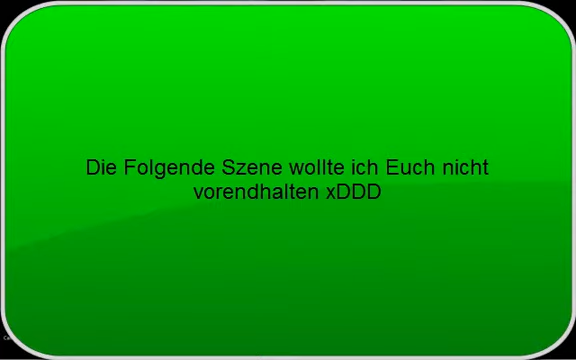 Die Folgende Szene wollte ich Euch nicht
vorendhalten xDDD